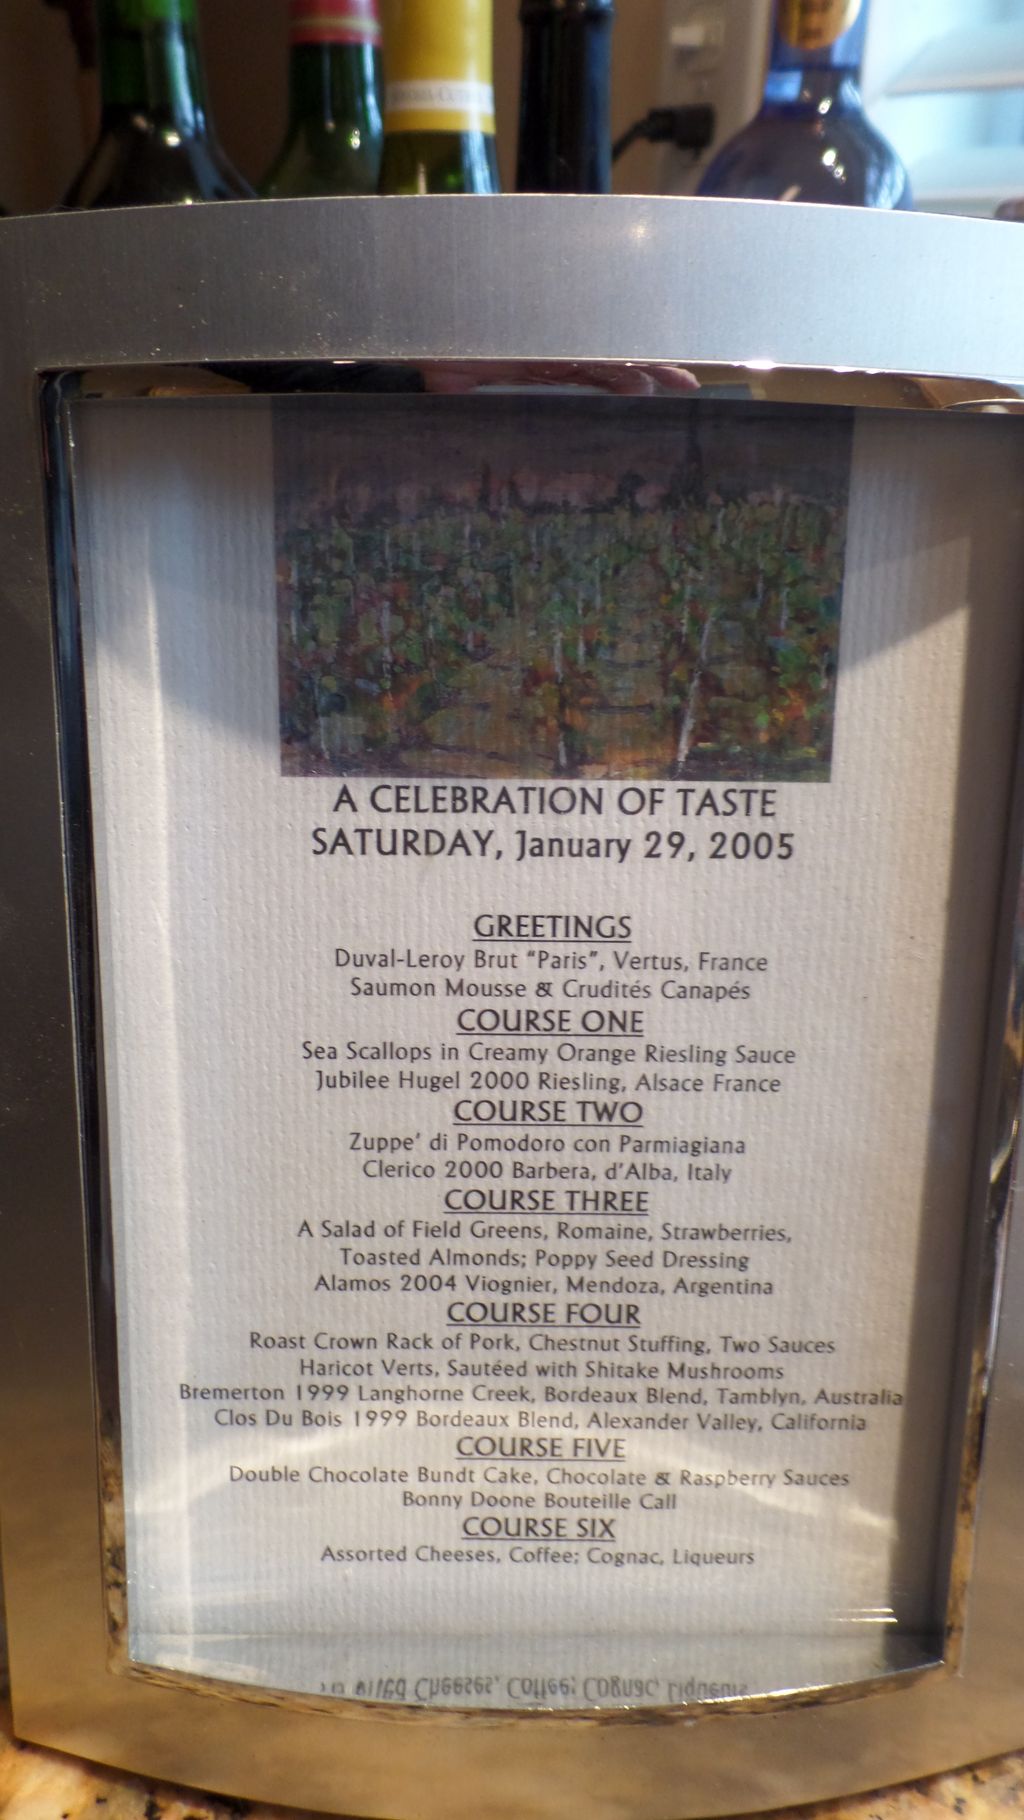 A CELEBRATION OF TASTE
SATURDAY, January 29, 2005
GREETINGS
Duval-Leroy Brut "Paris", Vertus, France
Saumon Mousse & Crudités Canapés
COURSE ONE
Sea Scallops in Creamy Orange Riesling Sauce
Jubilee Hugel 2000 Riesling, Alsace France
COURSE TWO
Zuppe' di Pomodoro con Parmiagiana
Clerico 2000 Barbera, d'Alba, Italy
COURSE THREE
A Salad of Field Greens, Romaine, Strawberries,
Toasted Almonds; Poppy Seed Dressing
Alamos 2004 Viognier, Mendoza, Argentina
COURSE FOUR
Roast Crown Rack of Pork, Chestnut Stuffing, Two Sauces
Haricot Verts, Sautéed with Shitake Mushrooms
Bremerton 1999 Langhorne Creek, Bordeaux Blend, Tamblyn, Australia
Clos Du Bois 1999 Bordeaux Blend, Alexander Valley, California
COURSE FIVE
Double Chocolate Bundt Cake, Chocolate & Raspberry Sauces
Bonny Doone Bouteille Call
COURSE SIX
Assorted Cheeses, Coffee; Cognac, Liqueurs